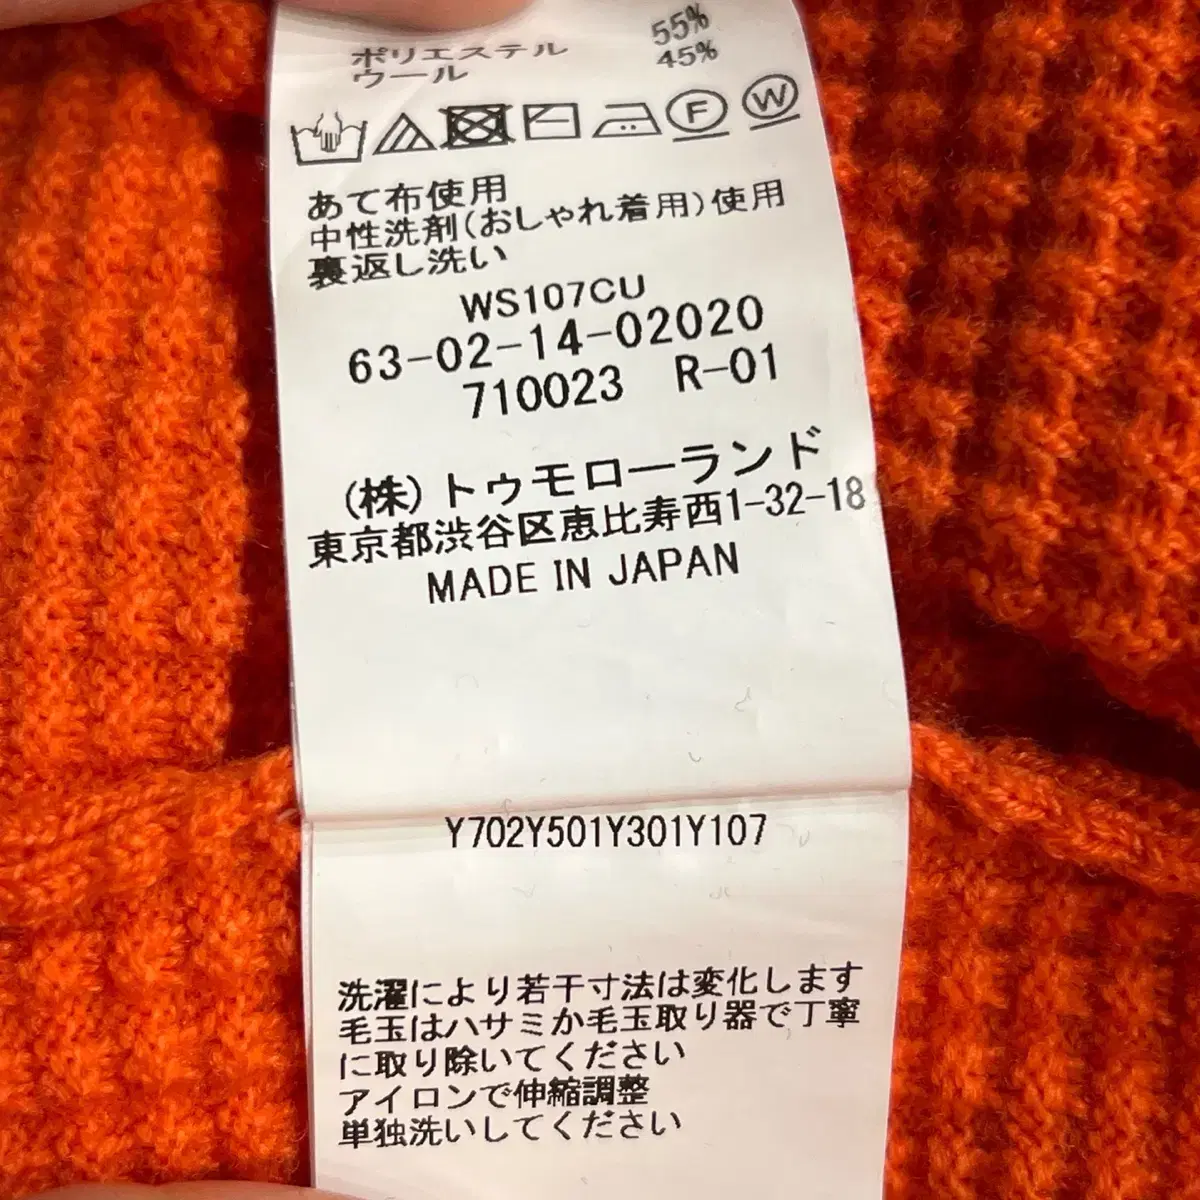 ポリエステル 55%
ウール 45%
F W
あて布使用
中性洗剤(おしゃれ着用)使用
裏返し洗い
WS107CU
63-02-14-02020
710023 R-01
(株)トゥモローランド
東京都渋谷区恵比寿西1-32-18
MADE IN JAPAN
Y702Y501Y301Y107
洗濯により若干寸法は変化します
毛玉はハサミか毛玉取り器で丁寧
に取り除いてください
アイロンで伸縮調整
単独洗いしてください